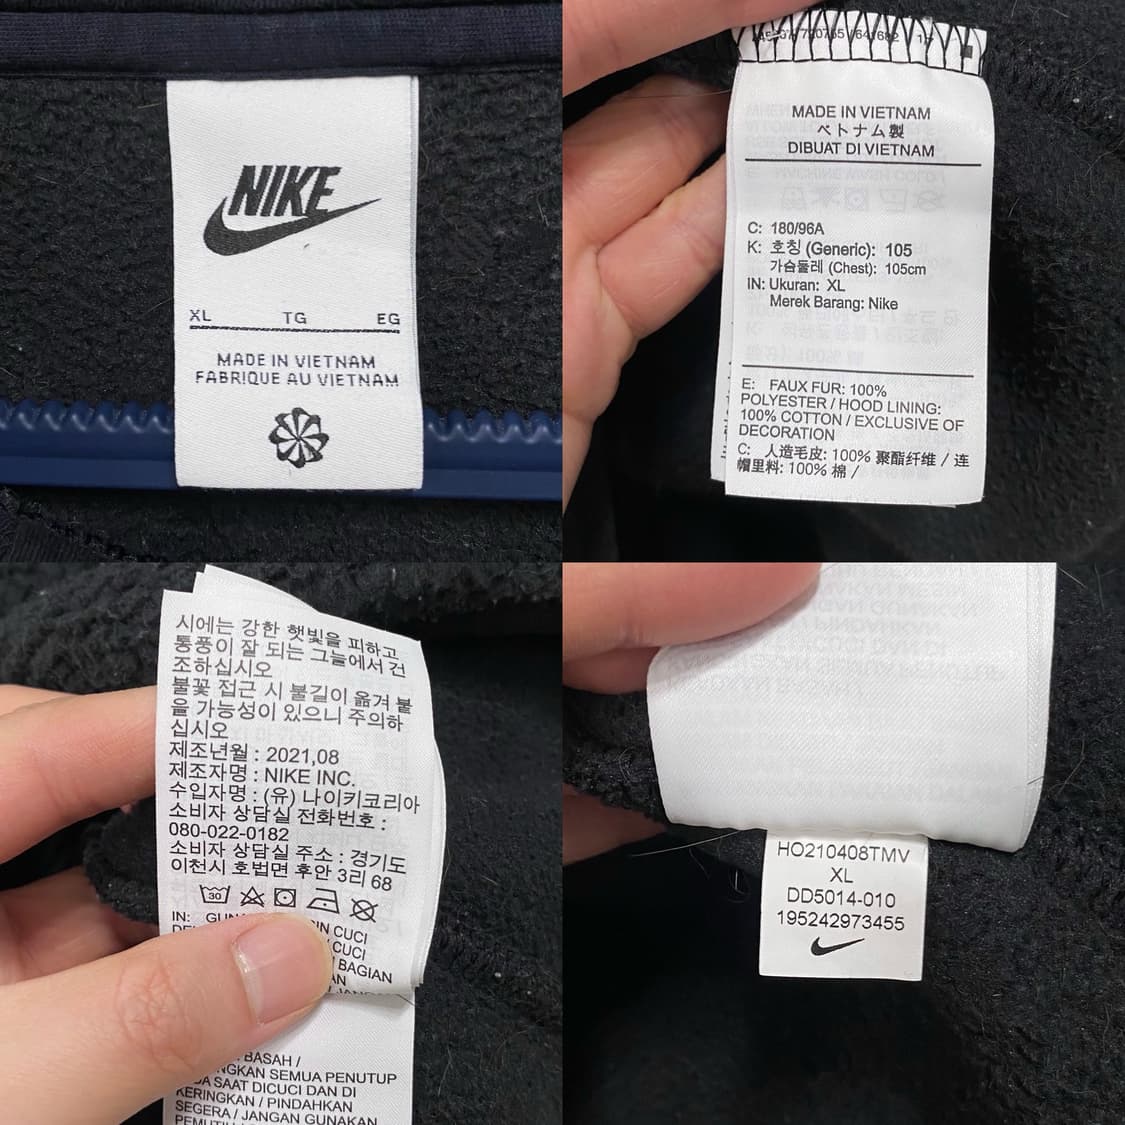 NIKE
XL TG EG
MADE IN VIETNAM
FABRIQUE AU VIETNAM
MADE IN VIETNAM
ベトナム製
DIBUAT DI VIETNAM
C: 180/96A
K: 호칭 (Generic): 105
가슴둘레 (Chest): 105cm
IN: Ukuran: XL
Merek Barang: Nike
E: FAUX FUR: 100%
POLYESTER / HOOD LINING:
100% COTTON / EXCLUSIVE OF
DECORATION
C: 人造毛皮: 100% 聚酯纤维 / 连
帽里料: 100% 棉 /
시에는 강한 햇빛을 피하고
통풍이 잘 되는 그늘에서 건
조하십시오
불꽃 접근 시 불길이 옮겨 붙
을 가능성이 있으니 주의하
십시오
제조년월 : 2021,08
제조자명 : NIKE INC.
수입자명 : (유) 나이키코리아
소비자 상담실 전화번호 :
080-022-0182
소비자 상담실 주소 : 경기도
이천시 호법면 후안 3리 68
30
IN: CUCI
CUCI
BAGIAN
BASAH /
SEMUA PENUTUP
SAAT DICUCI DAN DI
KERINGKAN / PINDAHKAN
SEGERA / JANGAN GUNAKAN
HO210408TMV
XL
DD5014-010
195242973455